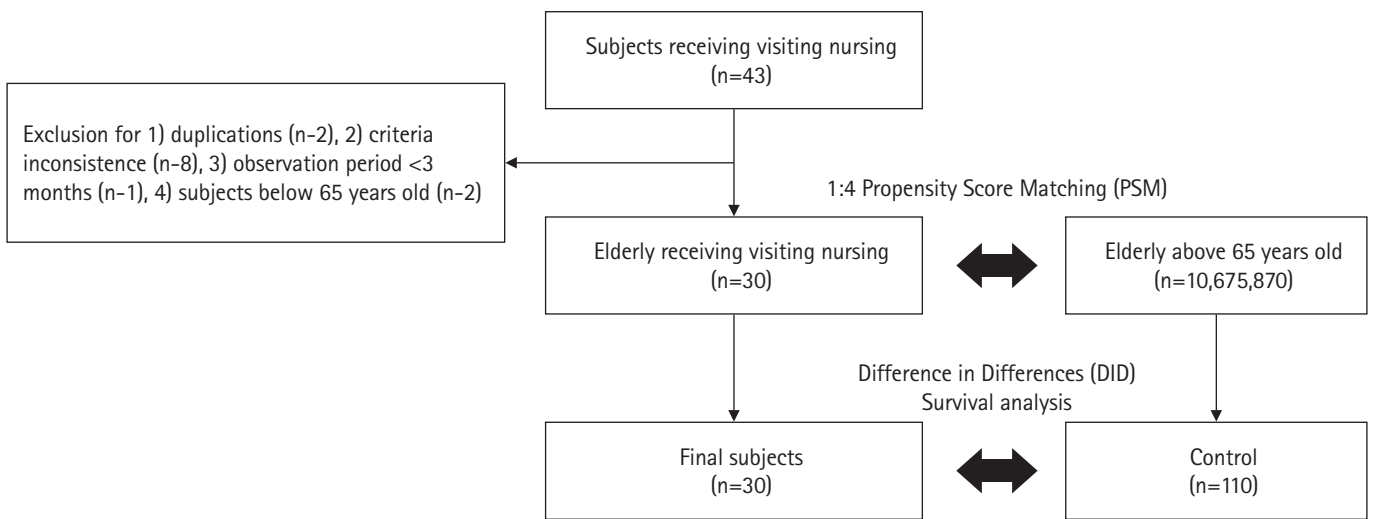 Subjects receiving visiting nursing
(n=43)
Exclusion for 1) duplications (n-2), 2) criteria
inconsistence (n-8), 3) observation period <3
months (n-1), 4) subjects below 65 years old (n-2)
1:4 Propensity Score Matching (PSM)
Elderly receiving visiting nursing
(n=30)
Elderly above 65 years old
(n=10,675,870)
Difference in Differences (DID)
Survival analysis
Final subjects
(n=30)
Control
(n=110)